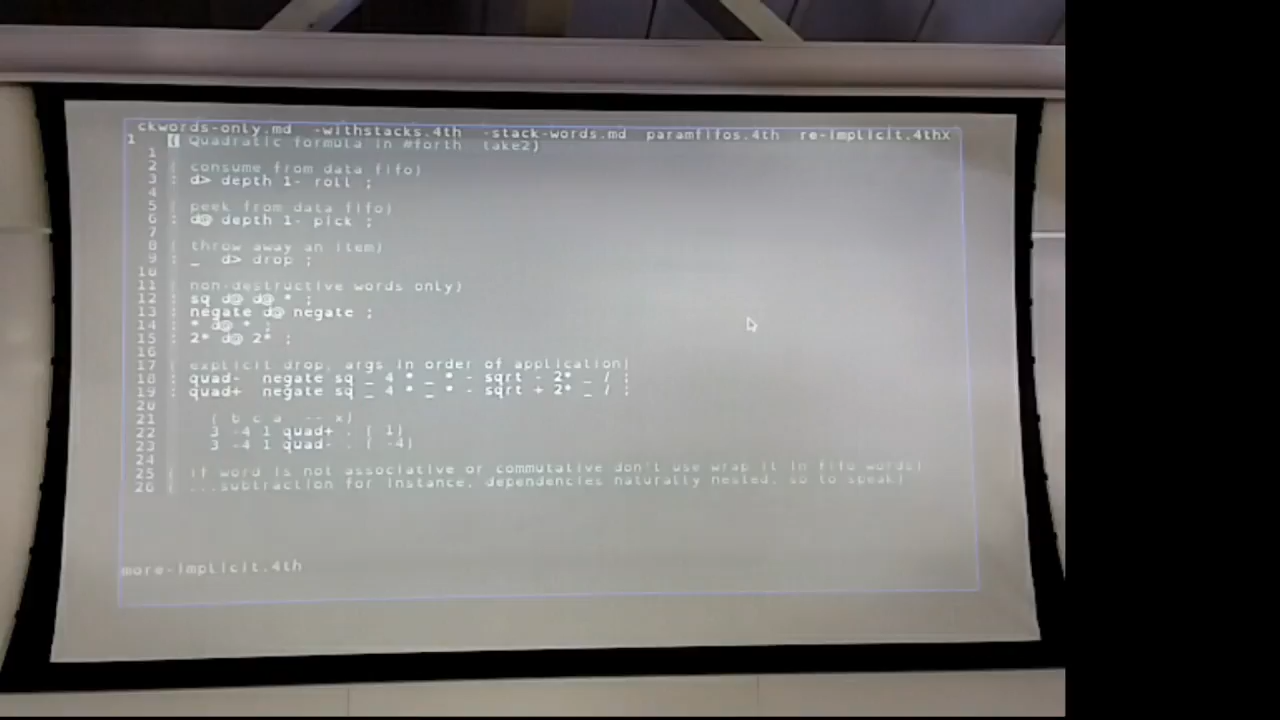 ckwords-only.md -withstacks.4th -stack-words.md paramfifos.4th re-implicit.4thX
1 ( Quadratic formula in #forth take2)
1
2 ( consume from data fifo)
3 : d> depth 1- roll ;
4
5 ( peek from data fifo)
6 : d@ depth 1- pick ;
7
8 ( throw away an item)
9 : _ d> drop ;
10
11 ( non-destructive words only)
12 : sq d@ d@ * ;
13 : negate d@ negate ;
14 : * d@ * ;
15 : 2* d@ 2* ;
16
17 ( explicit drop, args in order of application)
18 : quad- negate sq _ 4 * _ * - sqrt - 2* _ / ;
19 : quad+ negate sq _ 4 * _ * - sqrt + 2* _ / ;
20
21 ( b c a -- x)
22 3 -4 1 quad+ . ( 1)
23 3 -4 1 quad- . ( -4)
24
25 ( if word is not associative or commutative don't use wrap it in fifo words)
26 ( ...subtraction for instance, dependencies naturally nested, so to speak)
more-implicit.4th